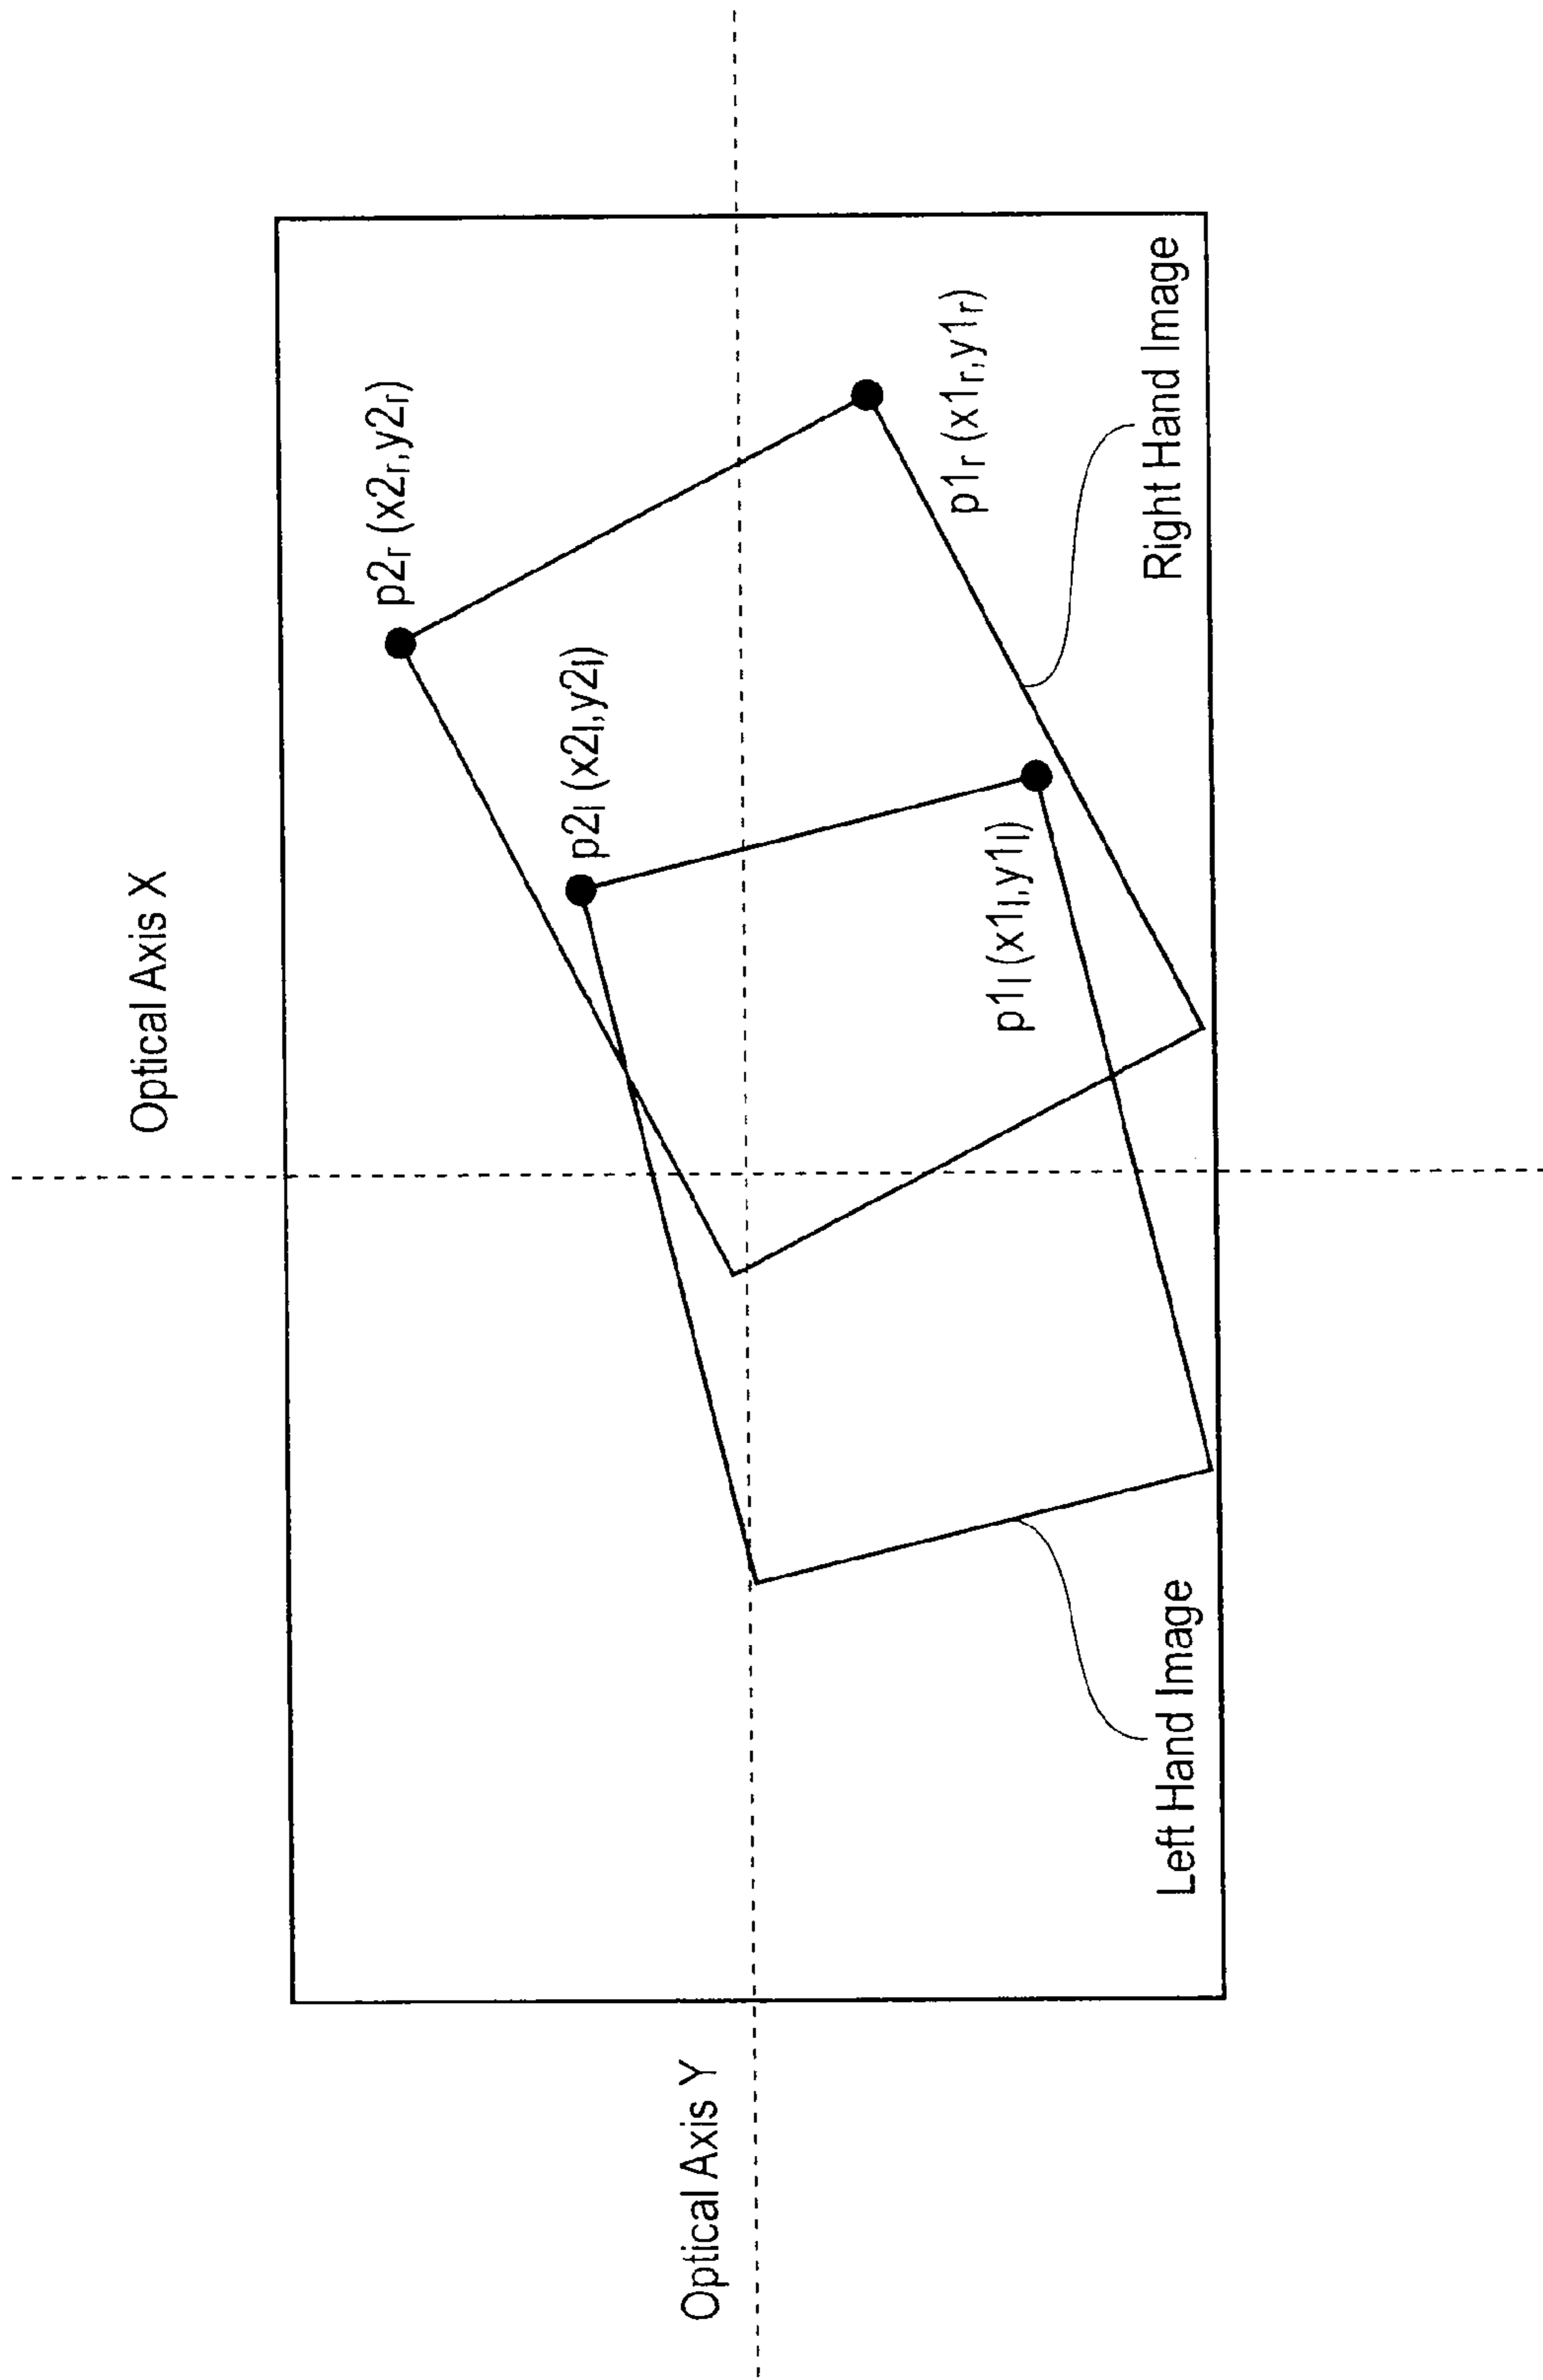 Optical Axis X
Optical Axis Y
p2r (x2r,y2r)
p2l (x2l,y2l)
p1r (x1r,y1r)
p1l (x1l,y1l)
Left Hand Image
Right Hand Image